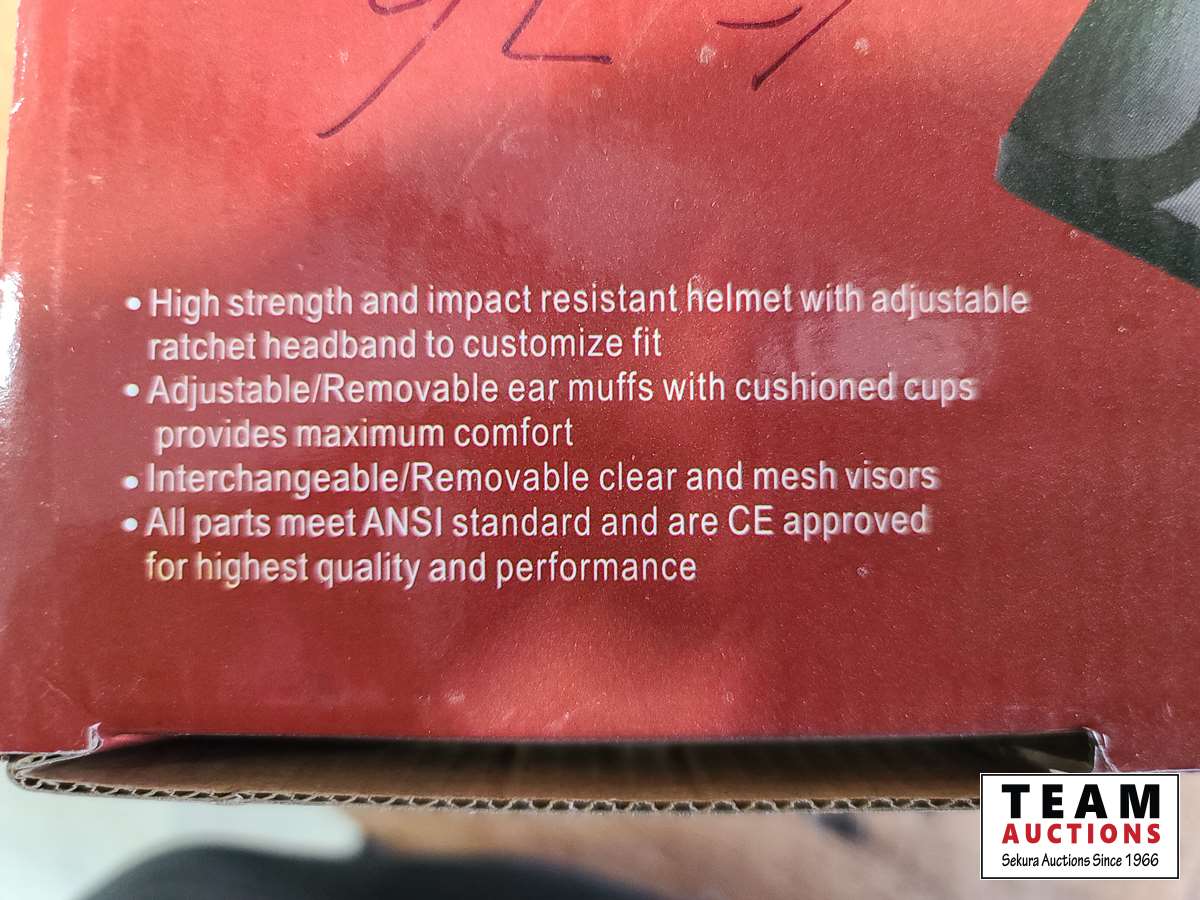 • High strength and impact resistant helmet with adjustable
ratchet headband to customize fit
• Adjustable/Removable ear muffs with cushioned cups
provides maximum comfort
• Interchangeable/Removable clear and mesh visors
• All parts meet ANSI standard and are CE approved
for highest quality and performance
TEAM
AUCTIONS
Sekura Auctions Since 1966